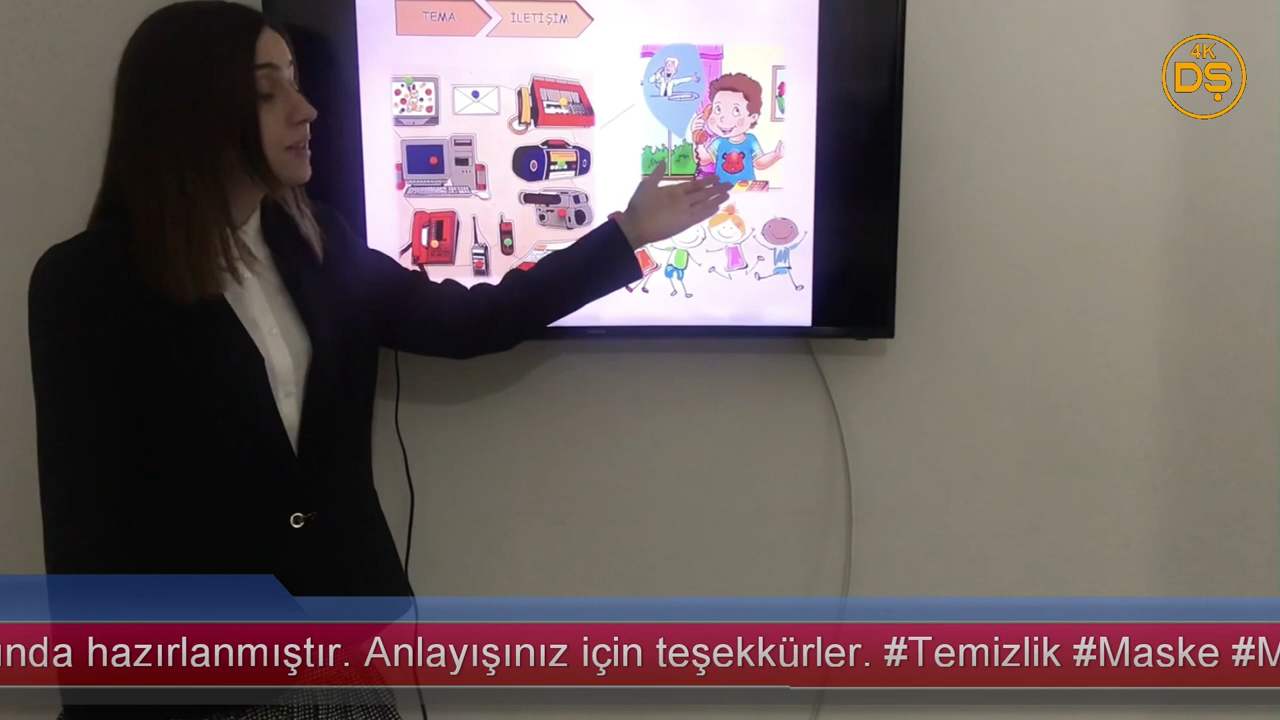 TEMA İLETİŞİM
4K
DŞ
unda hazırlanmıştır. Anlayışınız için teşekkürler. #Temizlik #Maske #M